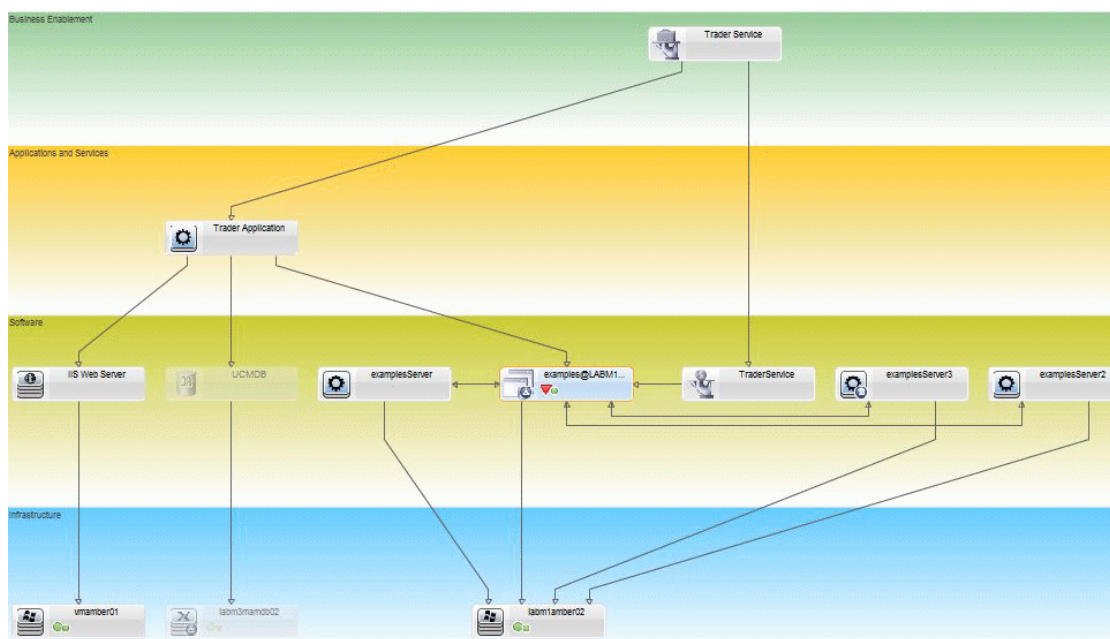 Business Enablement
Trader Service
Applications and Services
Trader Application
Software
IIS Web Server
UCMDB
examplesServer
examples@LABM1...
TraderService
examplesServer3
examplesServer2
Infrastructure
vmamber01
labm3mamdb02
labm1amber02